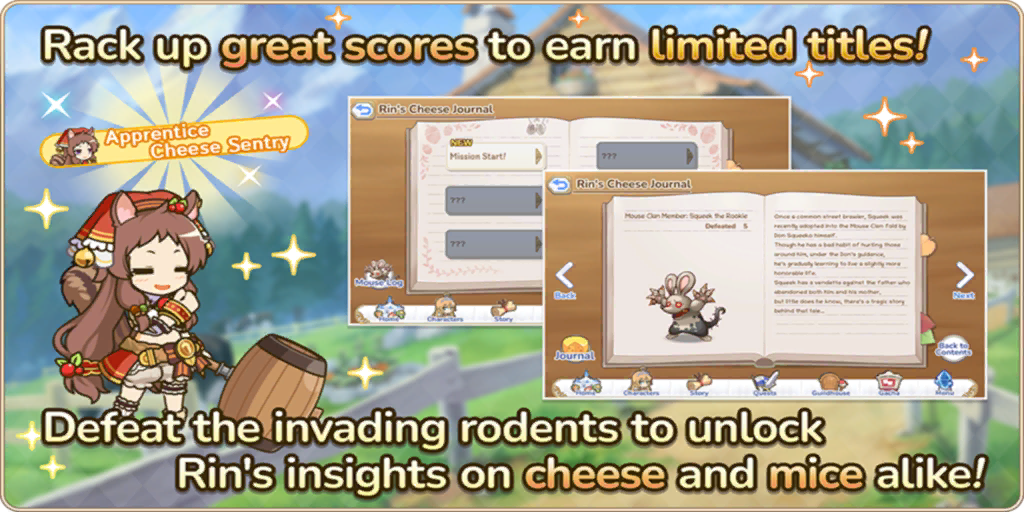 Rack up great scores to earn limited titles!
Apprentice
Cheese Sentry
Rin's Cheese Journal
NEW
Mission Start!
???
???
???
Mouse Log
Home
Characters
Story
Rin's Cheese Journal
Mouse Clan Member: Squeak the Rookie
Defeated 5
Once a common street brawler, Squeak was
recently adopted into the Mouse Clan fold by
Don Squeako himself.
Though he has a bad habit of hurting those
around him, under the Don's guidance,
he's gradually learning to live a slightly more
honorable life.
Squeak has a vendetta against the father who
abandoned both him and his mother,
but little does he know, there's a tragic story
behind that tale...
Back
Next
Journal
Back to
Contents
Home
Characters
Story
Quests
Guildhouse
Gacha
Menu
Defeat the invading rodents to unlock
Rin's insights on cheese and mice alike!